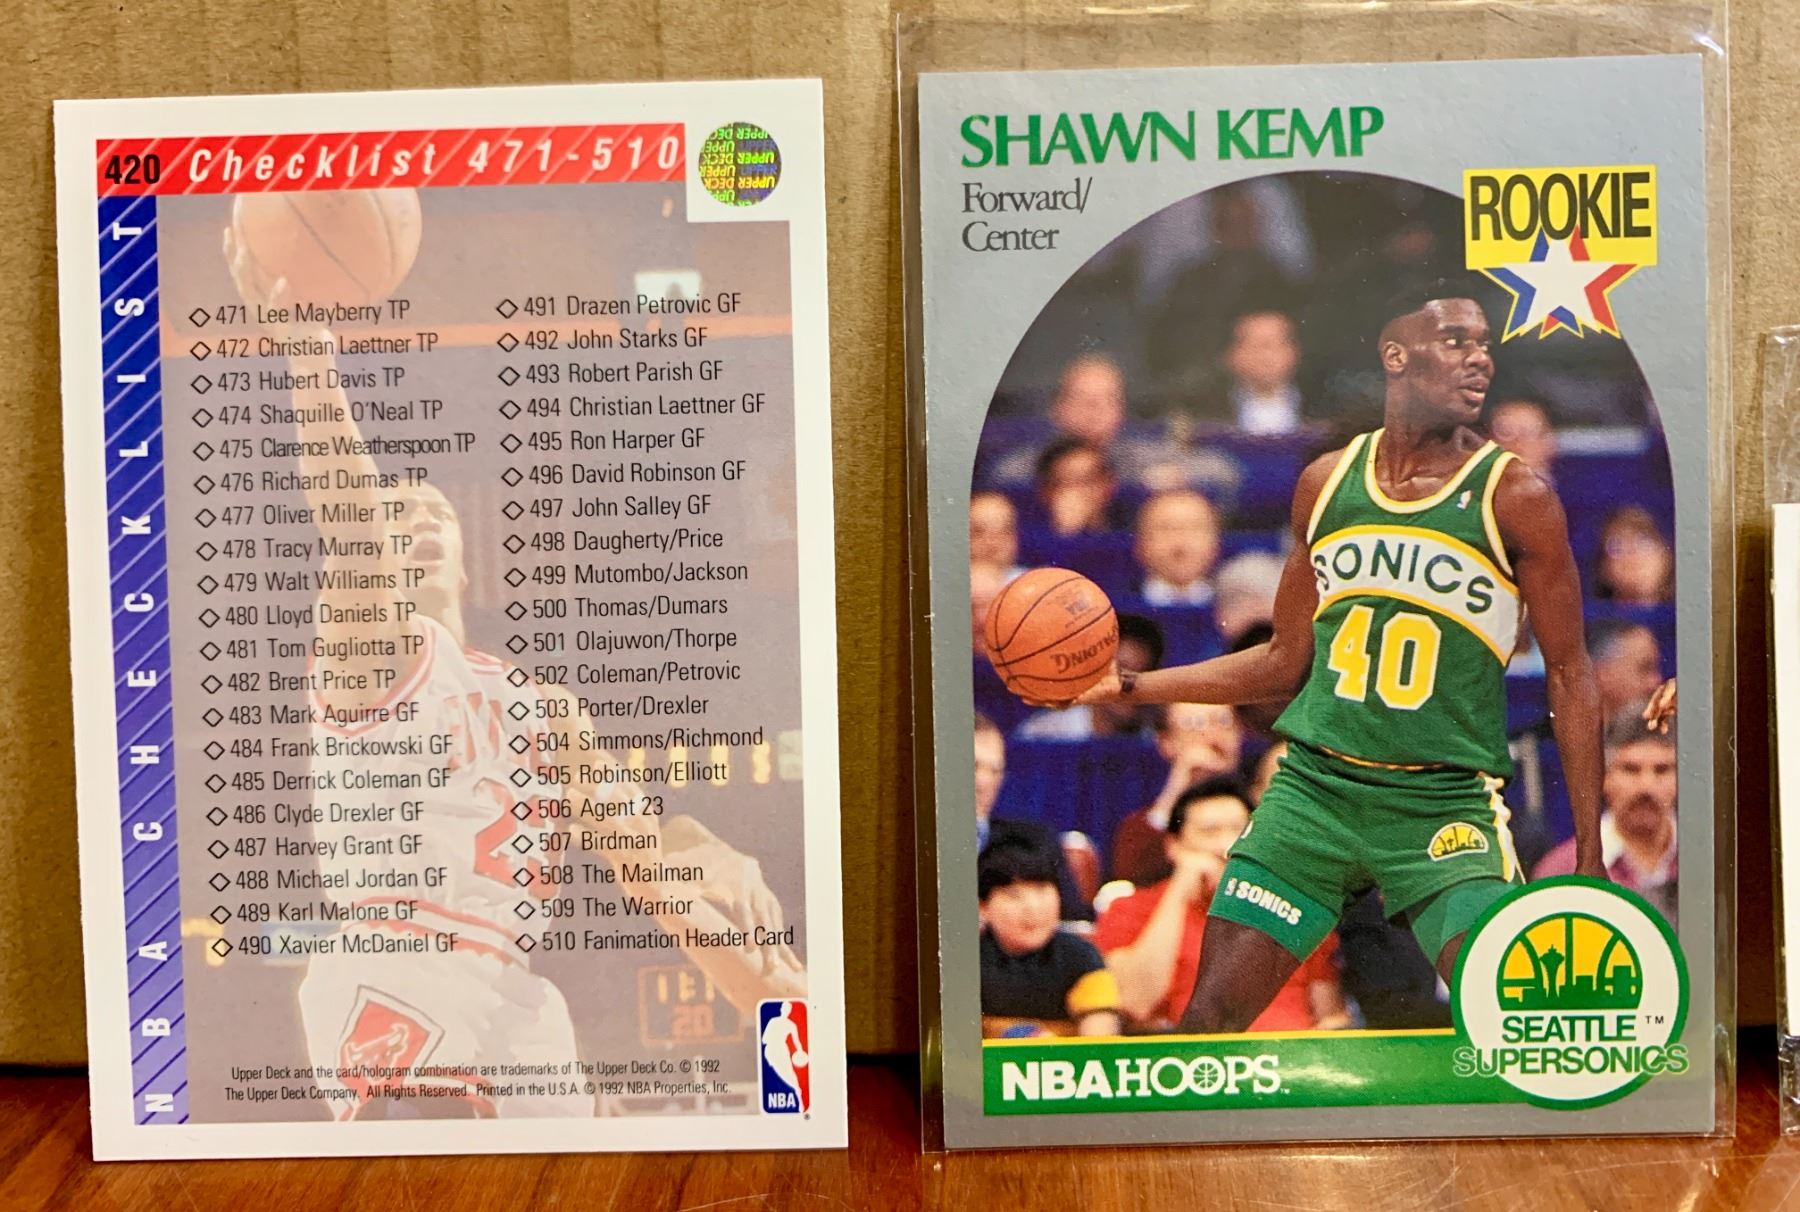 420 Checklist 471-510
UPPER DECK
NBA CHECKLIST
471 Lee Mayberry TP
472 Christian Laettner TP
473 Hubert Davis TP
474 Shaquille O'Neal TP
475 Clarence Weatherspoon TP
476 Richard Dumas TP
477 Oliver Miller TP
478 Tracy Murray TP
479 Walt Williams TP
480 Lloyd Daniels TP
481 Tom Gugliotta TP
482 Brent Price TP
483 Mark Aguirre GF
484 Frank Brickowski GF
485 Derrick Coleman GF
486 Clyde Drexler GF
487 Harvey Grant GF
488 Michael Jordan GF
489 Karl Malone GF
490 Xavier McDaniel GF
491 Drazen Petrovic GF
492 John Starks GF
493 Robert Parish GF
494 Christian Laettner GF
495 Ron Harper GF
496 David Robinson GF
497 John Salley GF
498 Daugherty/Price
499 Mutombo/Jackson
500 Thomas/Dumars
501 Olajuwon/Thorpe
502 Coleman/Petrovic
503 Porter/Drexler
504 Simmons/Richmond
505 Robinson/Elliott
506 Agent 23
507 Birdman
508 The Mailman
509 The Warrior
510 Fanimation Header Card
Upper Deck and the card/hologram combination are trademarks of The Upper Deck Co. © 1992
The Upper Deck Company. All Rights Reserved. Printed in the U.S.A. © 1992 NBA Properties, Inc.
NBA
®
SHAWN KEMP
Forward/
Center
ROOKIE
SONICS
40
SONICS
SEATTLE ™
SUPERSONICS
NBA HOOPS™